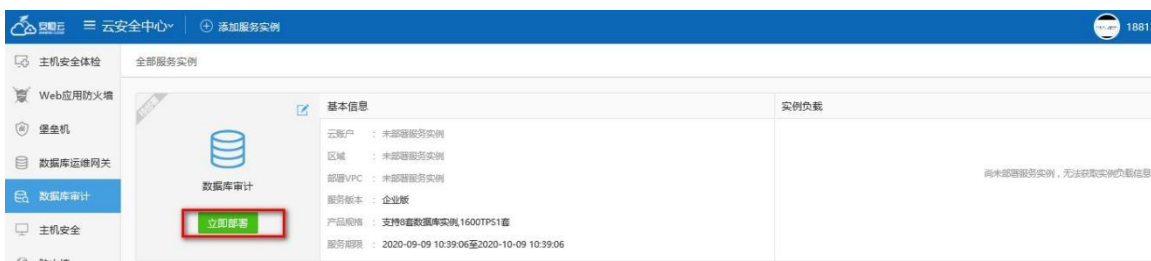 安恒云 云安全中心 添加服务实例 1881
主机安全体检
Web应用防火墙
堡垒机
数据库运维网关
数据库审计
主机安全
全部服务实例
数据库审计
立即部署
基本信息
云账户 : 未部署服务实例
区域 : 未部署服务实例
部署VPC : 未部署服务实例
服务版本 : 企业版
产品规格 : 支持8套数据库实例,1600TPS1套
服务期限 : 2020-09-09 10:39:06至2020-10-09 10:39:06
实例负载
尚未部署服务实例，无法获取实例负载信息